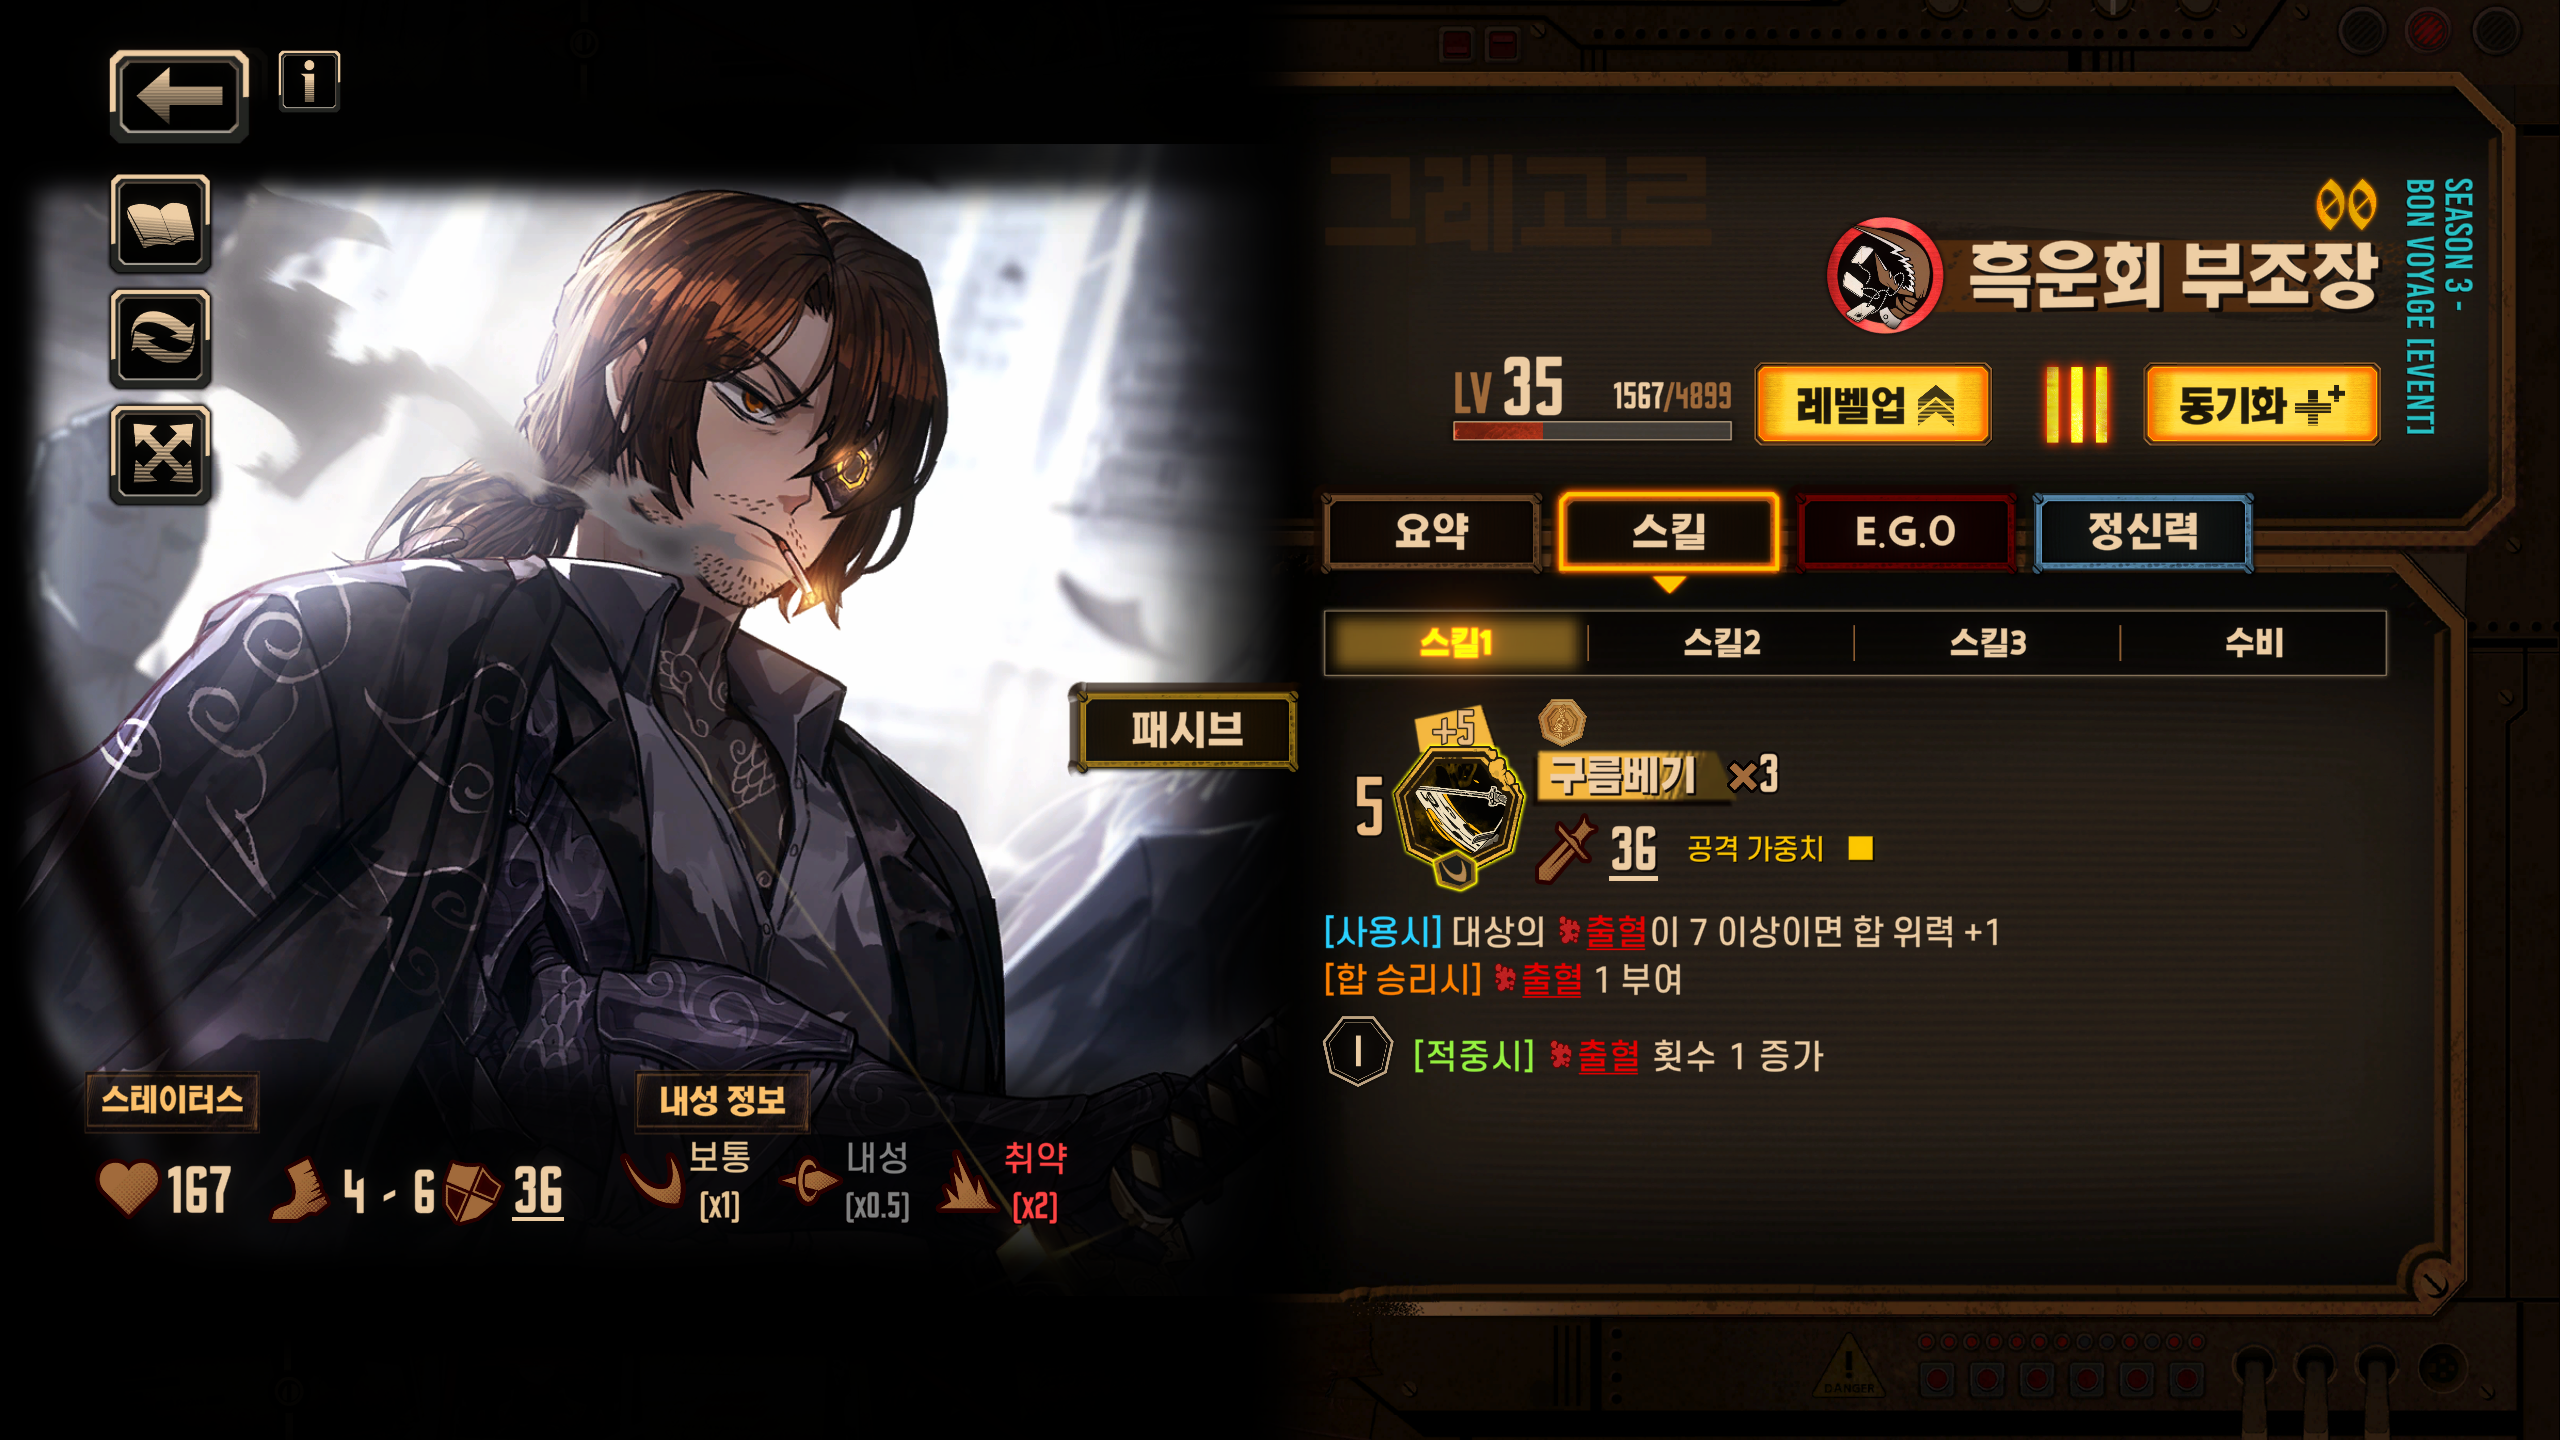 그레고르
흑운회 부조장
SEASON 3 -
BON VOYAGE [EVENT]
LV 35 1567/4899 레벨업 동기화
요약 스킬 E.G.O 정신력
스킬1 스킬2 스킬3 수비
패시브
+5
5 구름베기 ×3
36 공격 가중치
[사용시] 대상의 출혈이 7 이상이면 합 위력 +1
[합 승리시] 출혈 1 부여
I [적중시] 출혈 횟수 1 증가
스테이터스
167 4 - 6 36
내성 정보
보통 내성 취약
[x1] [x0.5] [x2]
DANGER